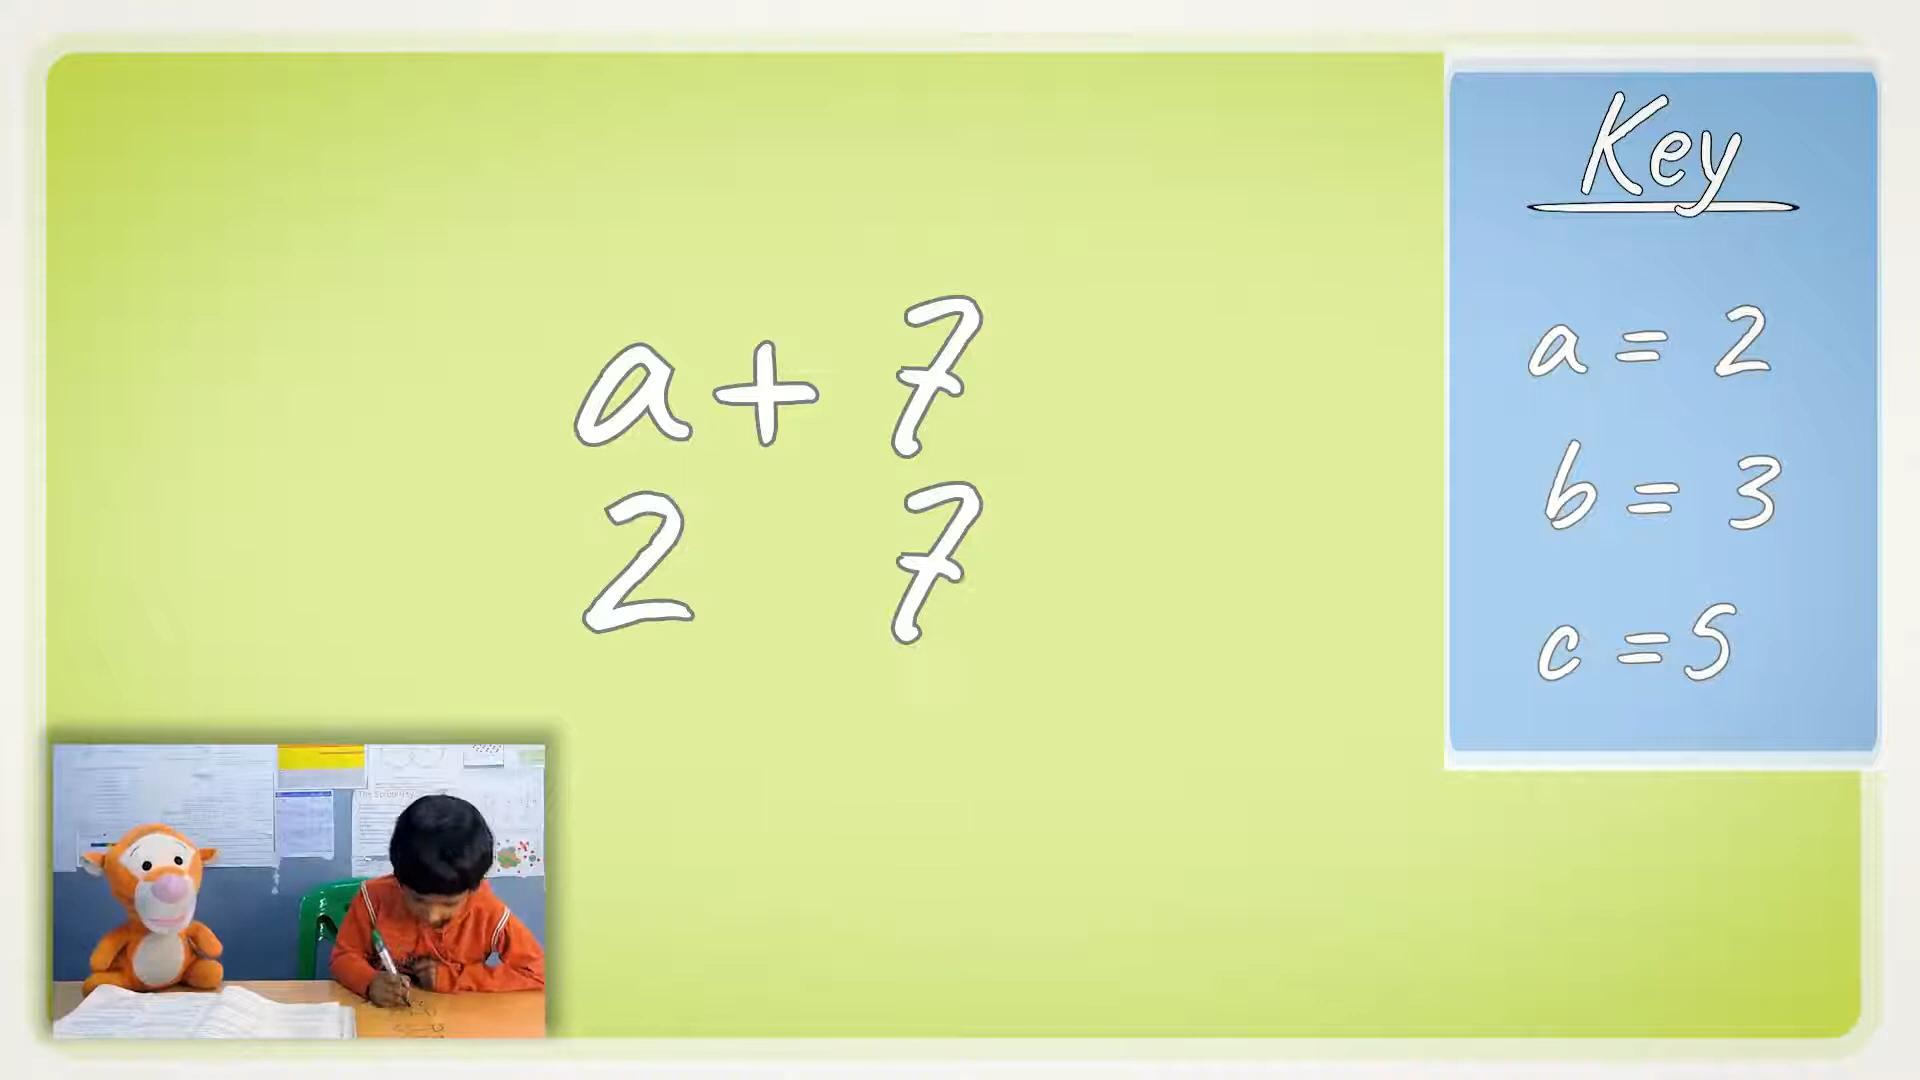 a + 7
2 7
Key
a = 2
b = 3
c = 5